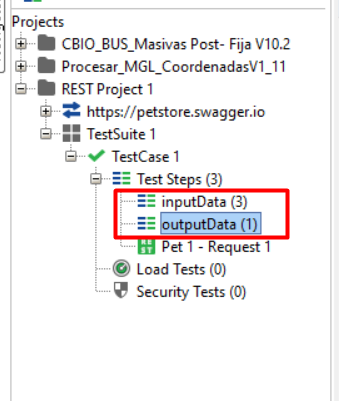 Projects
CBIO_BUS_Masivas Post- Fija V10.2
Procesar_MGL_CoordenadasV1_11
REST Project 1
https://petstore.swagger.io
TestSuite 1
TestCase 1
Test Steps (3)
inputData (3)
outputData (1)
Pet 1 - Request 1
Load Tests (0)
Security Tests (0)